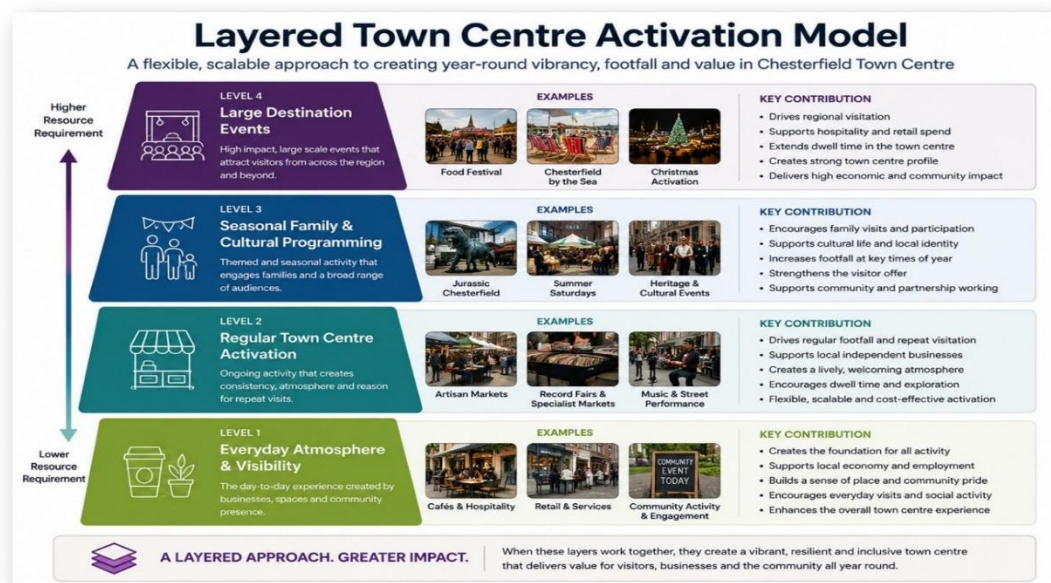 Layered Town Centre Activation Model
A flexible, scalable approach to creating year-round vibrancy, footfall and value in Chesterfield Town Centre
Higher
Resource
Requirement
LEVEL 4
Large Destination
Events
High impact, large scale events that
attract visitors from across the region
and beyond.
EXAMPLES
Food Festival
Chesterfield
by the Sea
Christmas
Activation
KEY CONTRIBUTION
• Drives regional visitation
• Supports hospitality and retail spend
• Extends dwell time in the town centre
• Creates strong town centre profile
• Delivers high economic and community impact
LEVEL 3
Seasonal Family &
Cultural Programming
Themed and seasonal activity that
engages families and a broad range
of audiences.
EXAMPLES
Jurassic
Chesterfield
Summer
Saturdays
Heritage &
Cultural Events
KEY CONTRIBUTION
• Encourages family visits and participation
• Supports cultural life and local identity
• Increases footfall at key times of year
• Strengthens the visitor offer
• Supports community and partnership working
LEVEL 2
Regular Town Centre
Activation
Ongoing activity that creates
consistency, atmosphere and reason
for repeat visits.
EXAMPLES
Artisan Markets
Record Fairs &
Specialist Markets
Music & Street
Performance
KEY CONTRIBUTION
• Drives regular footfall and repeat visitation
• Supports local independent businesses
• Creates a lively, welcoming atmosphere
• Encourages dwell time and exploration
• Flexible, scalable and cost-effective activation
Lower
Resource
Requirement
LEVEL 1
Everyday Atmosphere
& Visibility
The day-to-day experience created by
businesses, spaces and community
presence.
EXAMPLES
Cafés & Hospitality
Retail & Services
COMMUNITY
EVENT
TODAY
Community Activity
& Engagement
KEY CONTRIBUTION
• Creates the foundation for all activity
• Supports local economy and employment
• Builds a sense of place and community pride
• Encourages everyday visits and social activity
• Enhances the overall town centre experience
A LAYERED APPROACH. GREATER IMPACT.
When these layers work together, they create a vibrant, resilient and inclusive town centre
that delivers value for visitors, businesses and the community all year round.